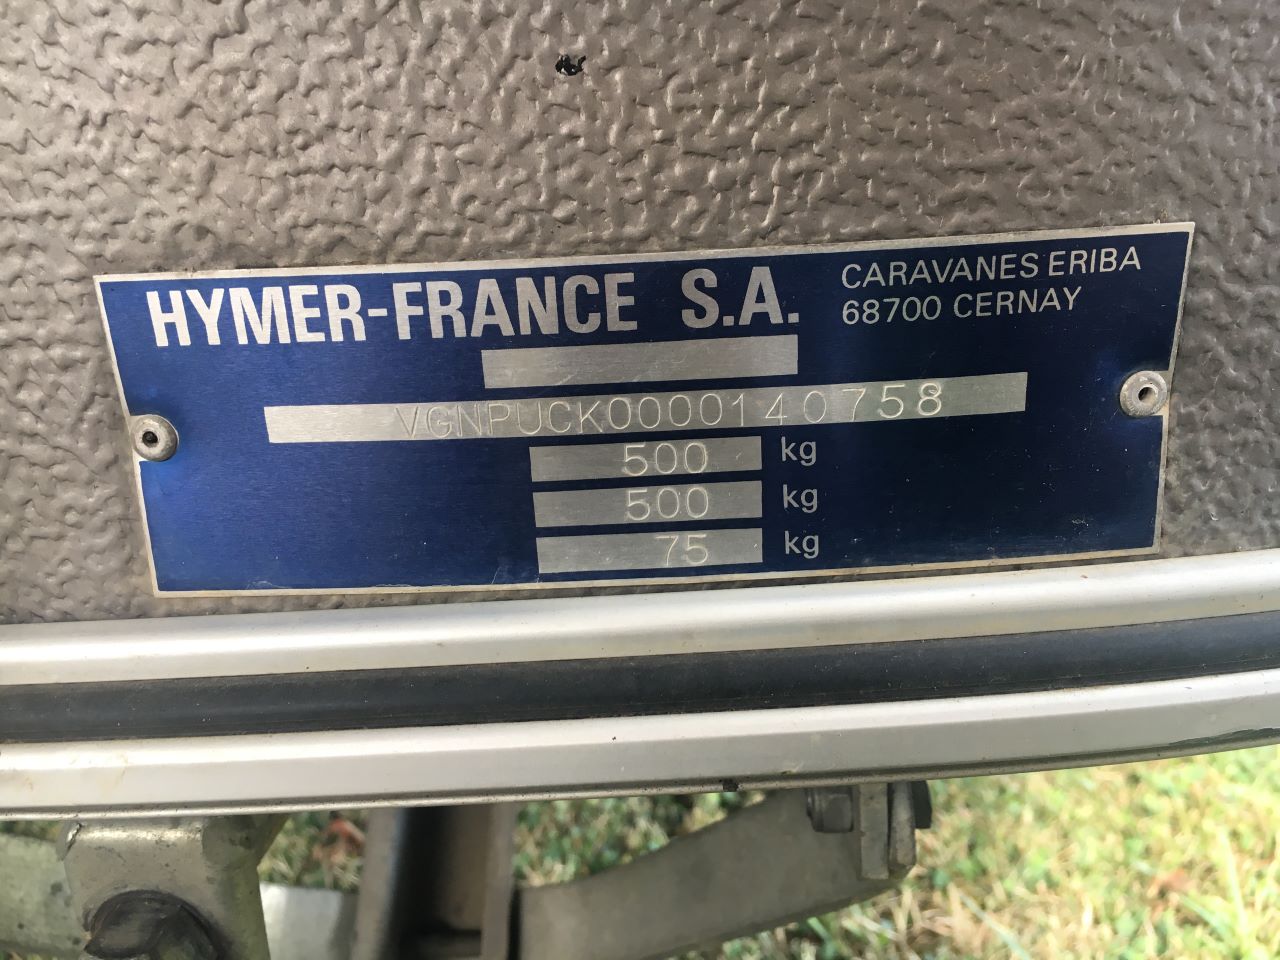 HYMER-FRANCE S.A.
CARAVANES ERIBA
68700 CERNAY
VGNPUCK0000140758
500 kg
500 kg
75 kg